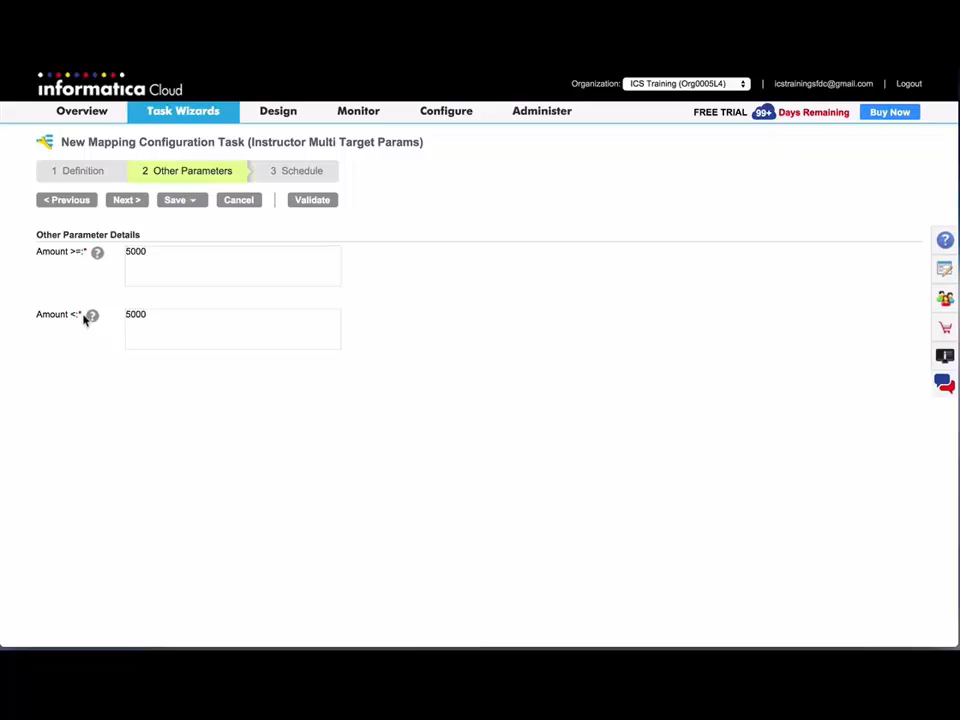 informatica Cloud
Organization: ICS Training (Org0005L4) | icstrainingsfdc@gmail.com | Logout
Overview Task Wizards Design Monitor Configure Administer FREE TRIAL 99+ Days Remaining Buy Now
New Mapping Configuration Task (Instructor Multi Target Params)
1 Definition 2 Other Parameters 3 Schedule
< Previous Next > Save Cancel | Validate
Other Parameter Details
Amount >=:* ? 5000
Amount <:* ? 5000
?